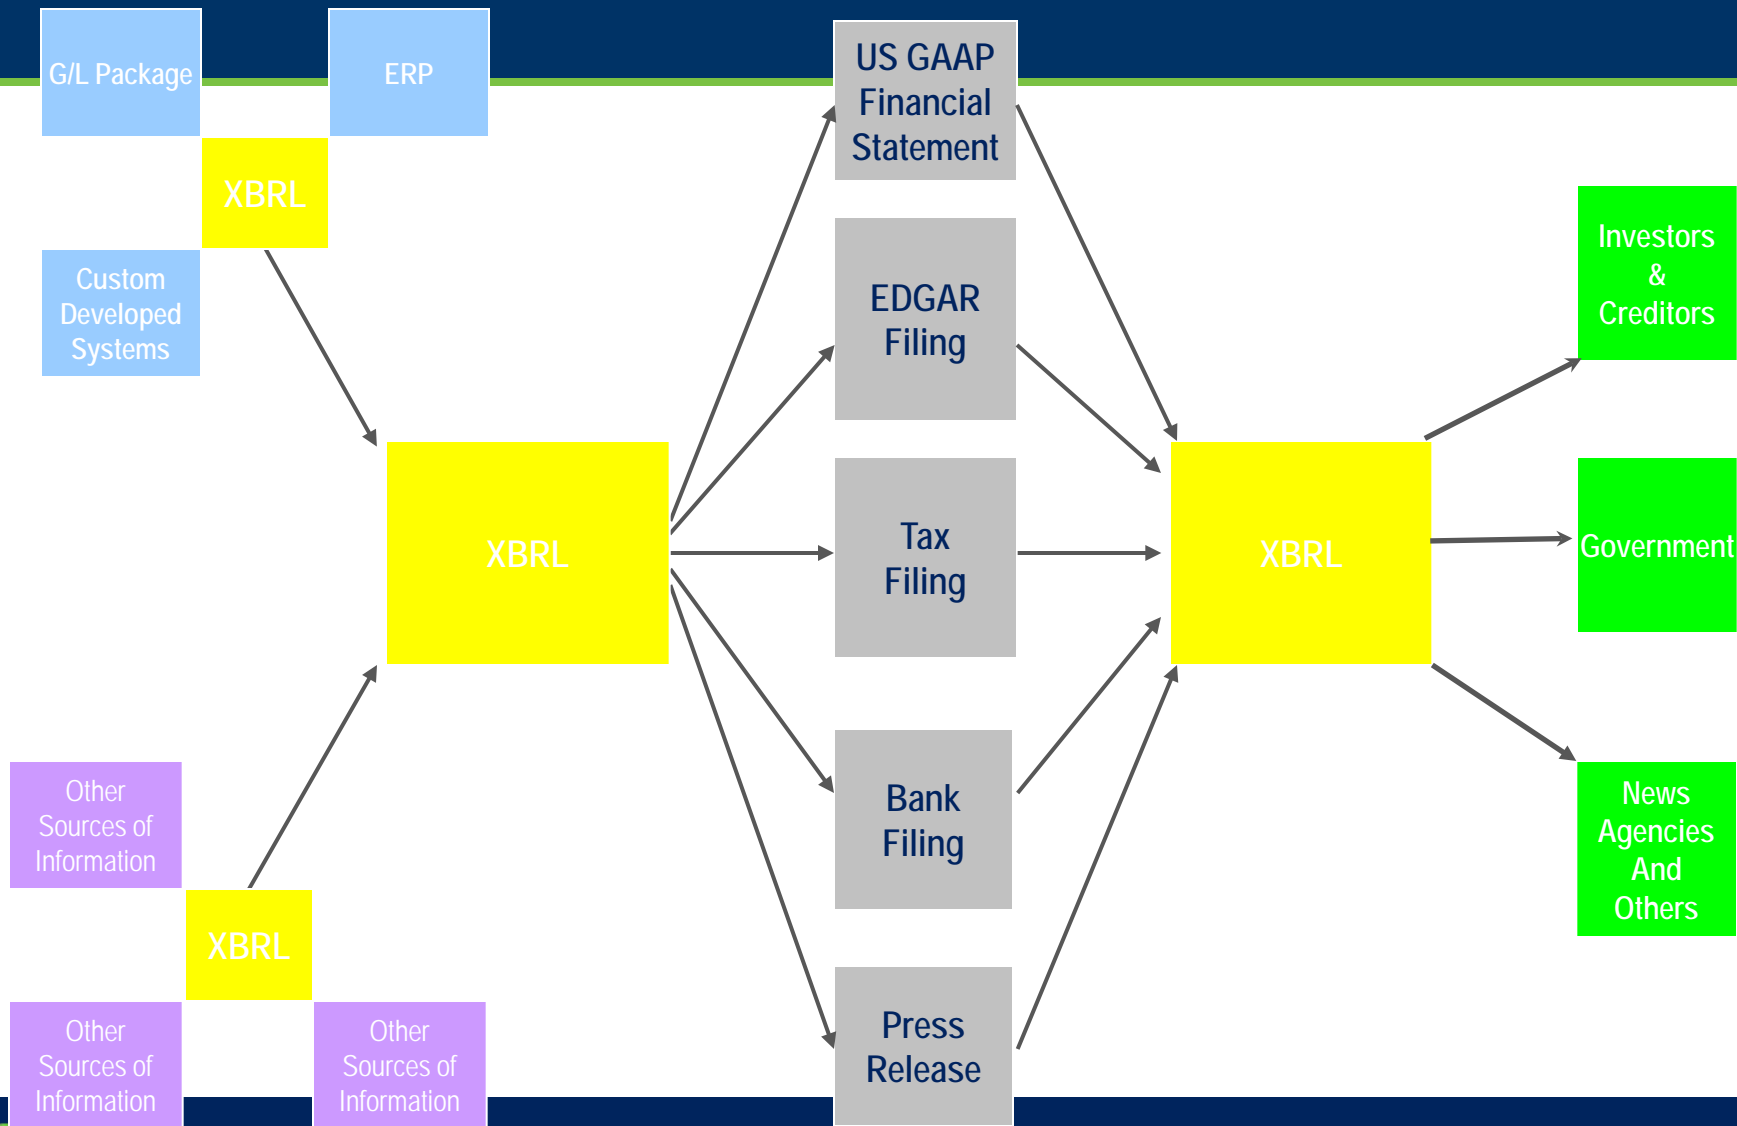 G/L Package
ERP
XBRL
Custom
Developed
Systems
XBRL
Other
Sources of
Information
XBRL
Other
Sources of
Information
Other
Sources of
Information
US GAAP
Financial
Statement
EDGAR
Filing
Tax
Filing
Bank
Filing
Press
Release
XBRL
Investors
&
Creditors
Government
News
Agencies
And
Others